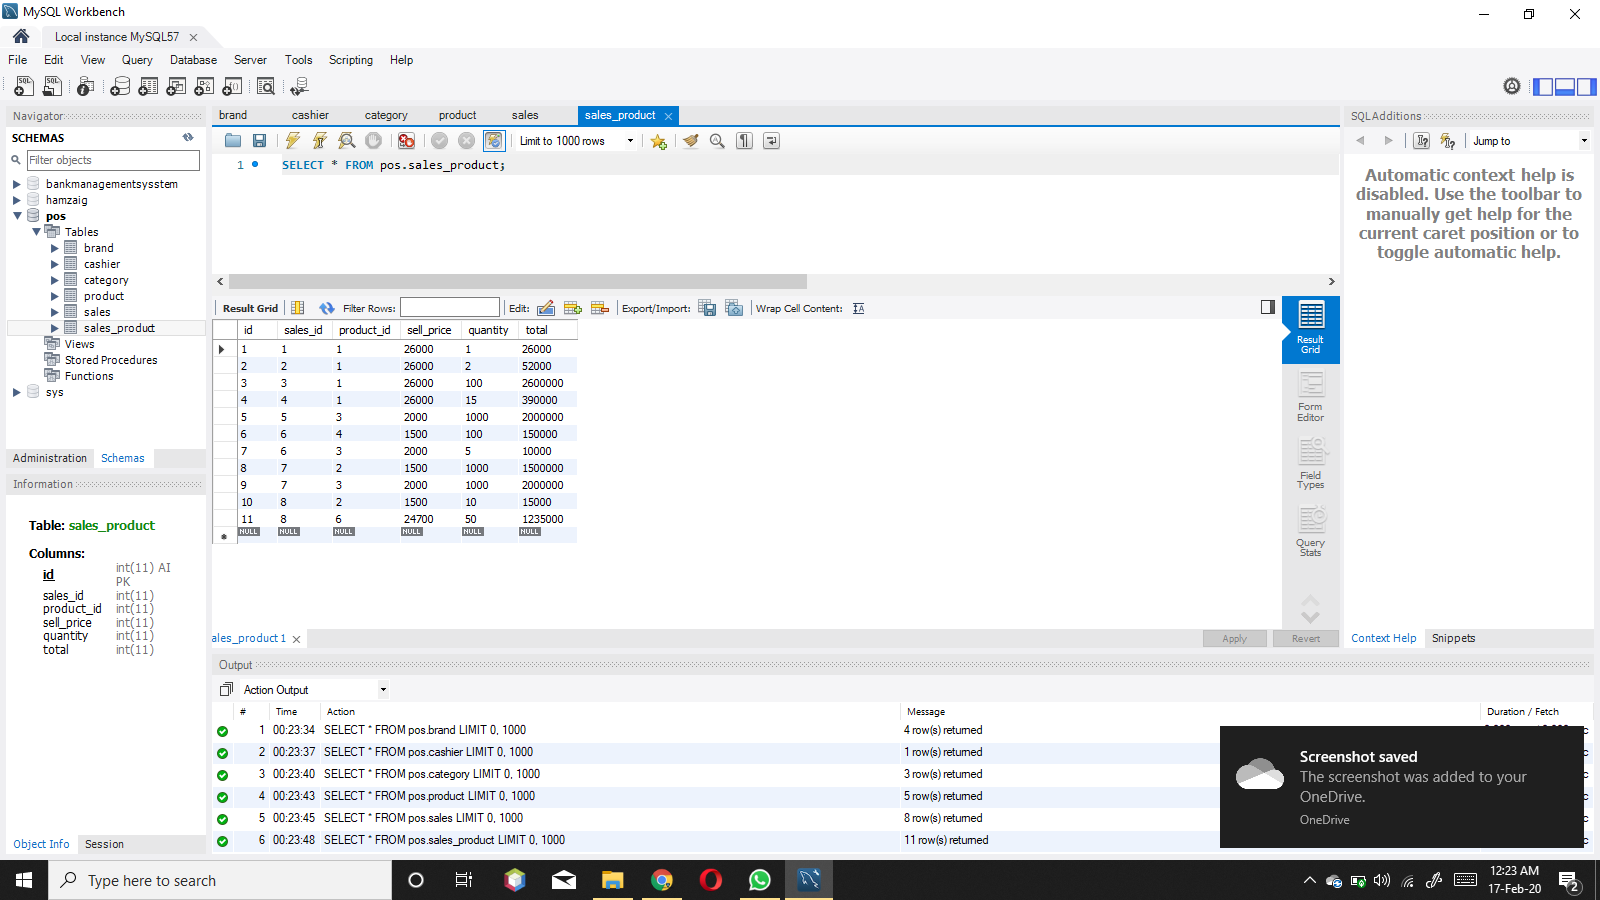 MySQL Workbench
Local instance MySQL57
File Edit View Query Database Server Tools Scripting Help
Navigator
SCHEMAS
Filter objects
bankmanagementsysstem
hamzaig
pos
Tables
brand
cashier
category
product
sales
sales_product
Views
Stored Procedures
Functions
sys
Administration Schemas
Information
Table: sales_product
Columns:
id int(11) AI PK
sales_id int(11)
product_id int(11)
sell_price int(11)
quantity int(11)
total int(11)
Object Info Session
brand cashier category product sales sales_product
Limit to 1000 rows
1 SELECT * FROM pos.sales_product;
Result Grid Filter Rows: Edit: Export/Import: Wrap Cell Content:
id sales_id product_id sell_price quantity total
1 1 1 26000 1 26000
2 2 1 26000 2 52000
3 3 1 26000 100 2600000
4 4 1 26000 15 390000
5 5 3 2000 1000 2000000
6 6 4 1500 100 150000
7 6 3 2000 5 10000
8 7 2 1500 1000 1500000
9 7 3 2000 1000 2000000
10 8 2 1500 10 15000
11 8 6 24700 50 1235000
NULL NULL NULL NULL NULL NULL
Result Grid
Form Editor
Field Types
Query Stats
ales_product 1
Apply Revert
SQLAdditions
Jump to
Automatic context help is
disabled. Use the toolbar to
manually get help for the
current caret position or to
toggle automatic help.
Context Help Snippets
Output
Action Output
# Time Action Message Duration / Fetch
1 00:23:34 SELECT * FROM pos.brand LIMIT 0, 1000 4 row(s) returned
2 00:23:37 SELECT * FROM pos.cashier LIMIT 0, 1000 1 row(s) returned
3 00:23:40 SELECT * FROM pos.category LIMIT 0, 1000 3 row(s) returned
4 00:23:43 SELECT * FROM pos.product LIMIT 0, 1000 5 row(s) returned
5 00:23:45 SELECT * FROM pos.sales LIMIT 0, 1000 8 row(s) returned
6 00:23:48 SELECT * FROM pos.sales_product LIMIT 0, 1000 11 row(s) returned
Screenshot saved
The screenshot was added to your
OneDrive.
OneDrive
Type here to search
12:23 AM
17-Feb-20
2